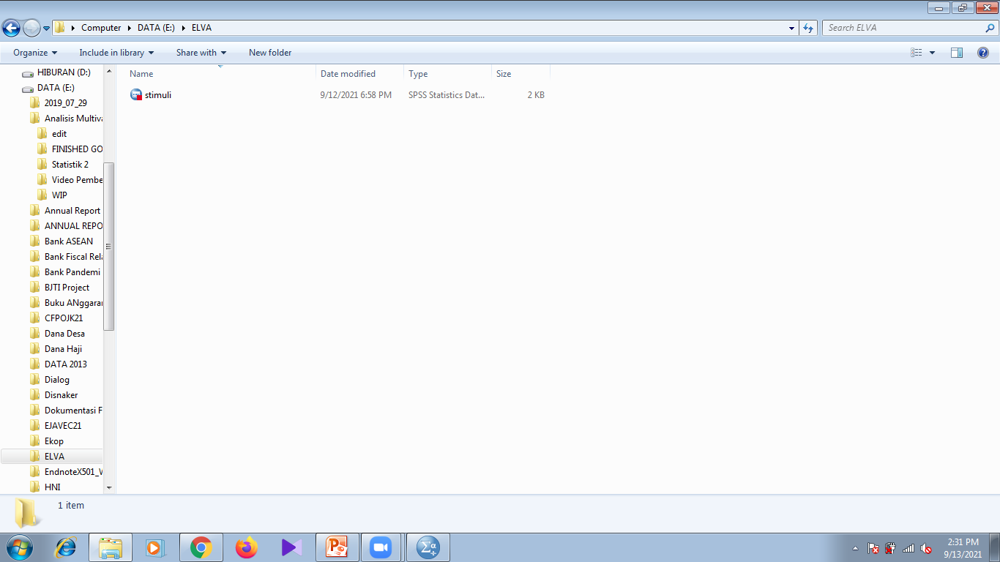 Computer DATA (E:) ELVA
Search ELVA
Organize Include in library Share with New folder
Name Date modified Type Size
stimuli 9/12/2021 6:58 PM SPSS Statistics Dat... 2 KB
HIBURAN (D:)
DATA (E:)
2019_07_29
Analisis Multiva
edit
FINISHED GO
Statistik 2
Video Pembe
WIP
Annual Report
ANNUAL REPO
Bank ASEAN
Bank Fiscal Rela
Bank Pandemi
BJTI Project
Buku ANggaran
CFPOJK21
Dana Desa
Dana Haji
DATA 2013
Dialog
Disnaker
Dokumentasi F
EJAVEC21
Ekop
ELVA
EndnoteX501_W
HNI
1 item
2:31 PM
9/13/2021